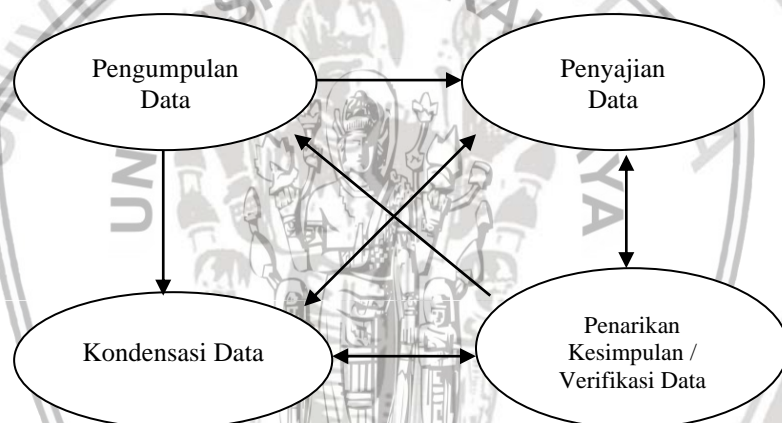 Pengumpulan
Data
Penyajian
Data
Kondensasi Data
Penarikan
Kesimpulan /
Verifikasi Data